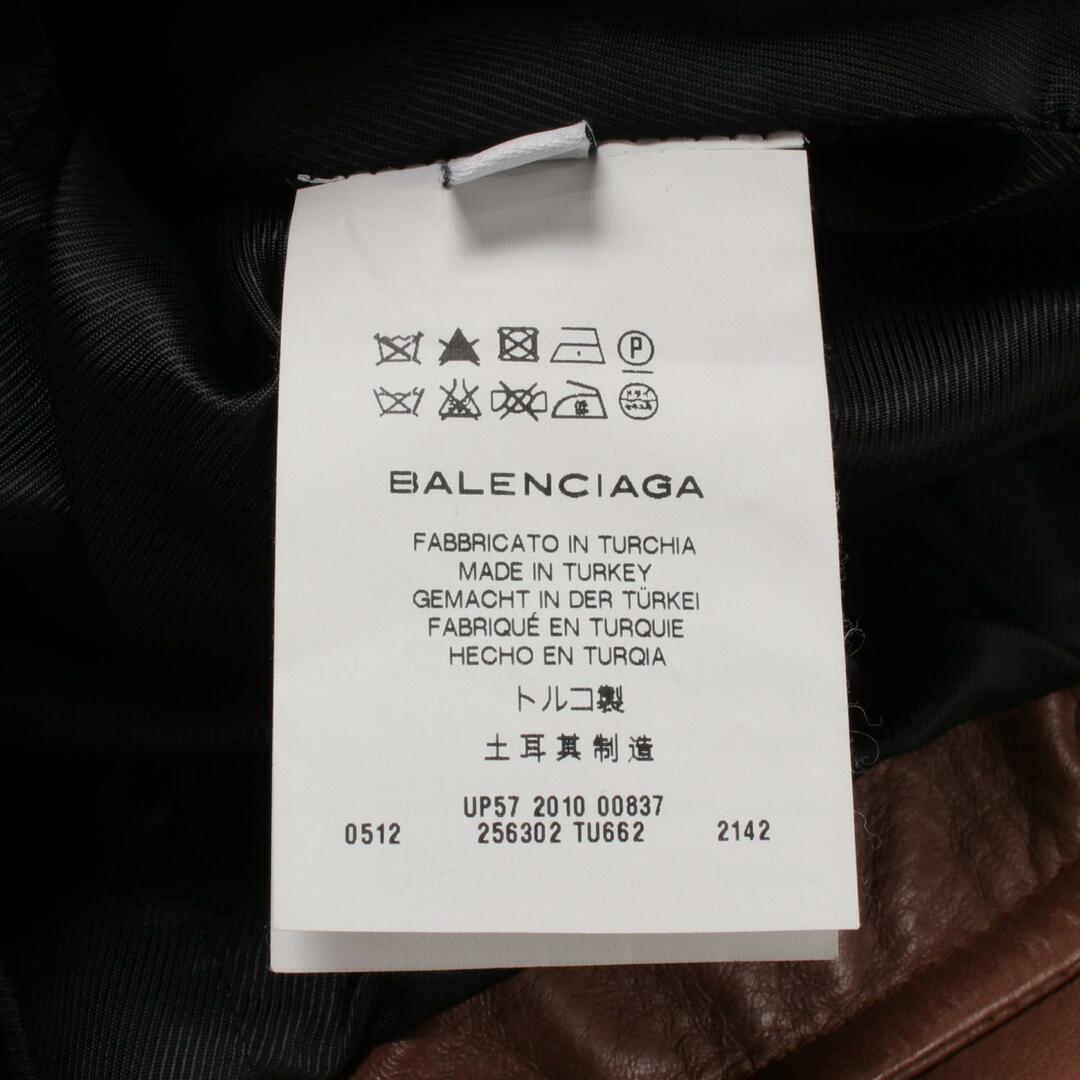 P
低
BALENCIAGA
FABBRICATO IN TURCHIA
MADE IN TURKEY
GEMACHT IN DER TÜRKEI
FABRIQUÉ EN TURQUIE
HECHO EN TURQIA
トルコ製
土耳其制造
UP57 2010 00837
0512 256302 TU662 2142